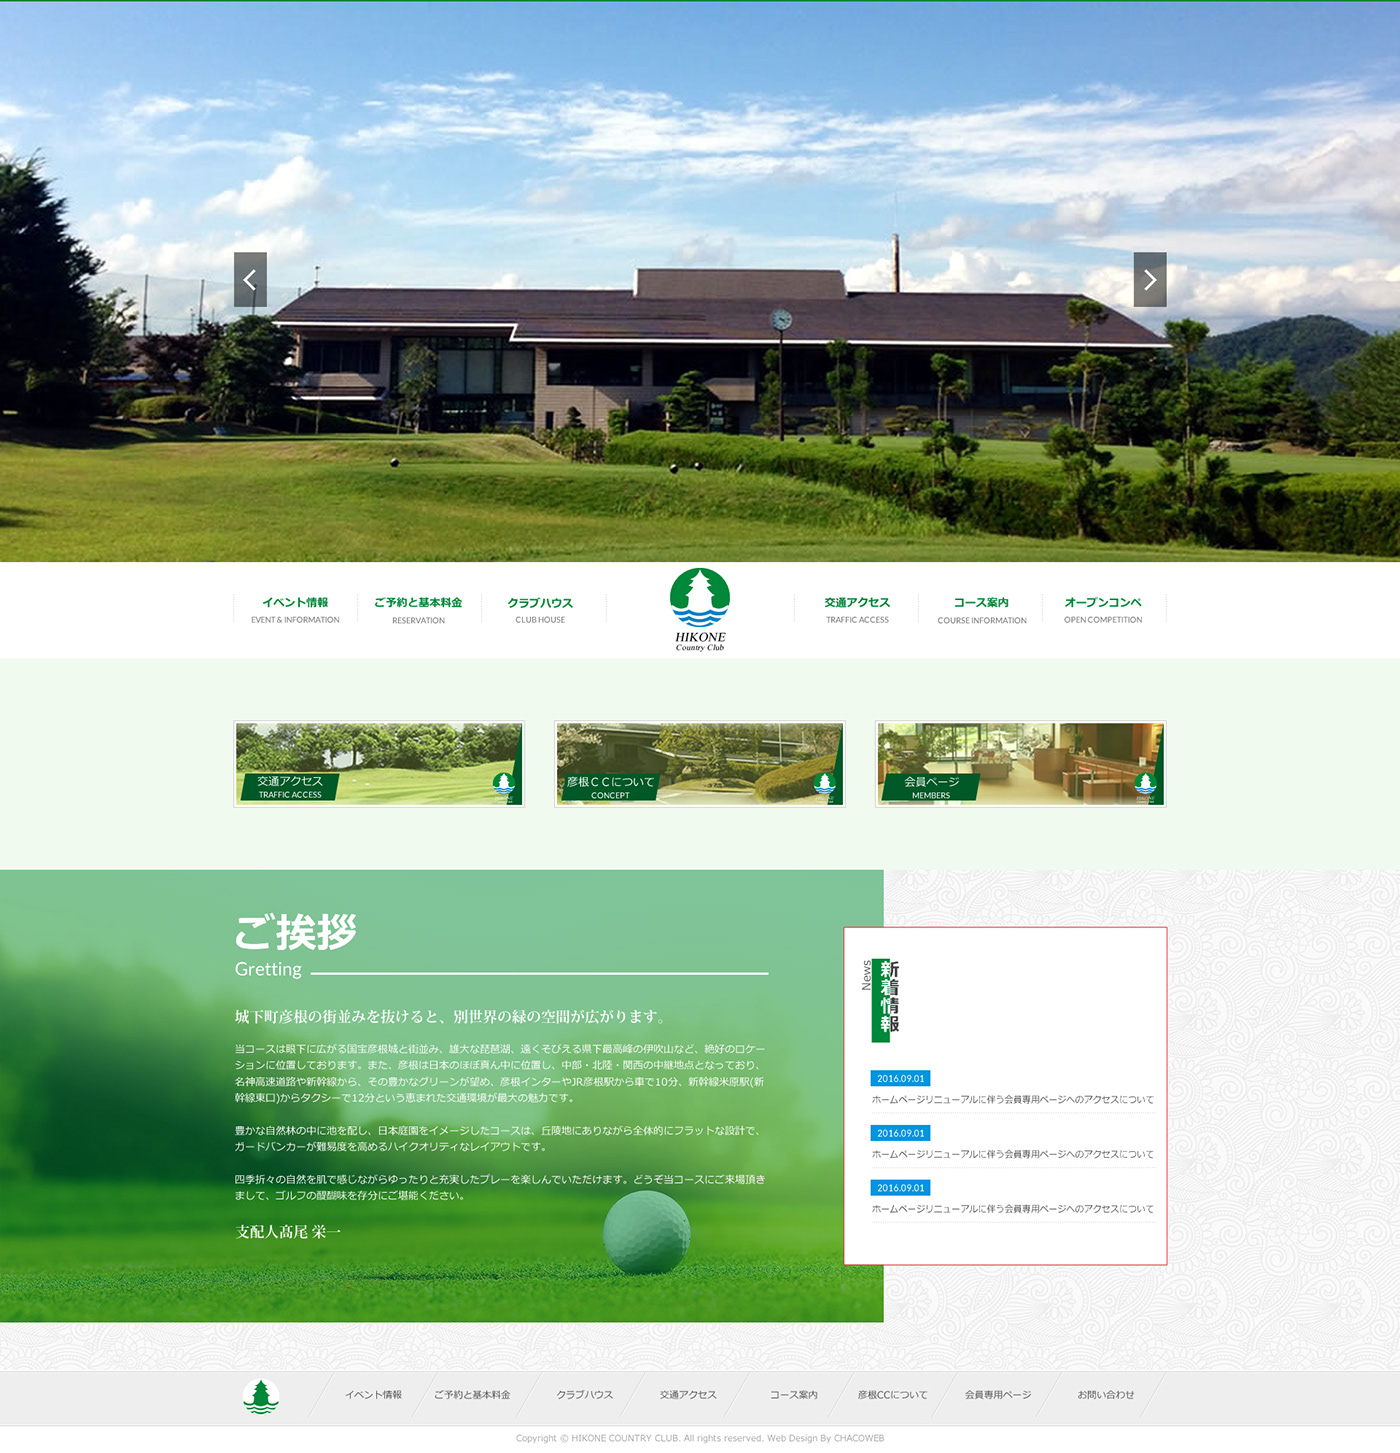 イベント情報
EVENT & INFORMATION
ご予約と基本料金
RESERVATION
クラブハウス
CLUB HOUSE
HIKONE
Country Club
交通アクセス
TRAFFIC ACCESS
コース案内
COURSE INFORMATION
オープンコンペ
OPEN COMPETITION
交通アクセス
TRAFFIC ACCESS
彦根ＣＣについて
CONCEPT
会員ページ
MEMBERS
ご挨拶
Gretting
城下町彦根の街並みを抜けると、別世界の緑の空間が広がります。
当コースは眼下に広がる国宝彦根城と街並み、雄大な琵琶湖、遠くそびえる県下最高峰の伊吹山など、絶好のロケー
ションに位置しております。また、彦根は日本のほぼ真ん中に位置し、中部・北陸・関西の中継地点となっており、
名神高速道路や新幹線から、その豊かなグリーンが望め、彦根インターやJR彦根駅から車で10分、新幹線米原駅(新
幹線東口)からタクシーで12分という恵まれた交通環境が最大の魅力です。
豊かな自然林の中に池を配し、日本庭園をイメージしたコースは、丘陵地にありながら全体的にフラットな設計で、
ガードバンカーが難易度を高めるハイクオリティなレイアウトです。
四季折々の自然を肌で感じながらゆったりと充実したプレーを楽しんでいただけます。どうぞ当コースにご来場頂き
まして、ゴルフの醍醐味を存分にご堪能ください。
支配人髙尾 栄一
News
新着情報
2016.09.01
ホームページリニューアルに伴う会員専用ページへのアクセスについて
2016.09.01
ホームページリニューアルに伴う会員専用ページへのアクセスについて
2016.09.01
ホームページリニューアルに伴う会員専用ページへのアクセスについて
イベント情報
ご予約と基本料金
クラブハウス
交通アクセス
コース案内
彦根CCについて
会員専用ページ
お問い合わせ
Copyright © HIKONE COUNTRY CLUB. All rights reserved. Web Design By CHACOWEB